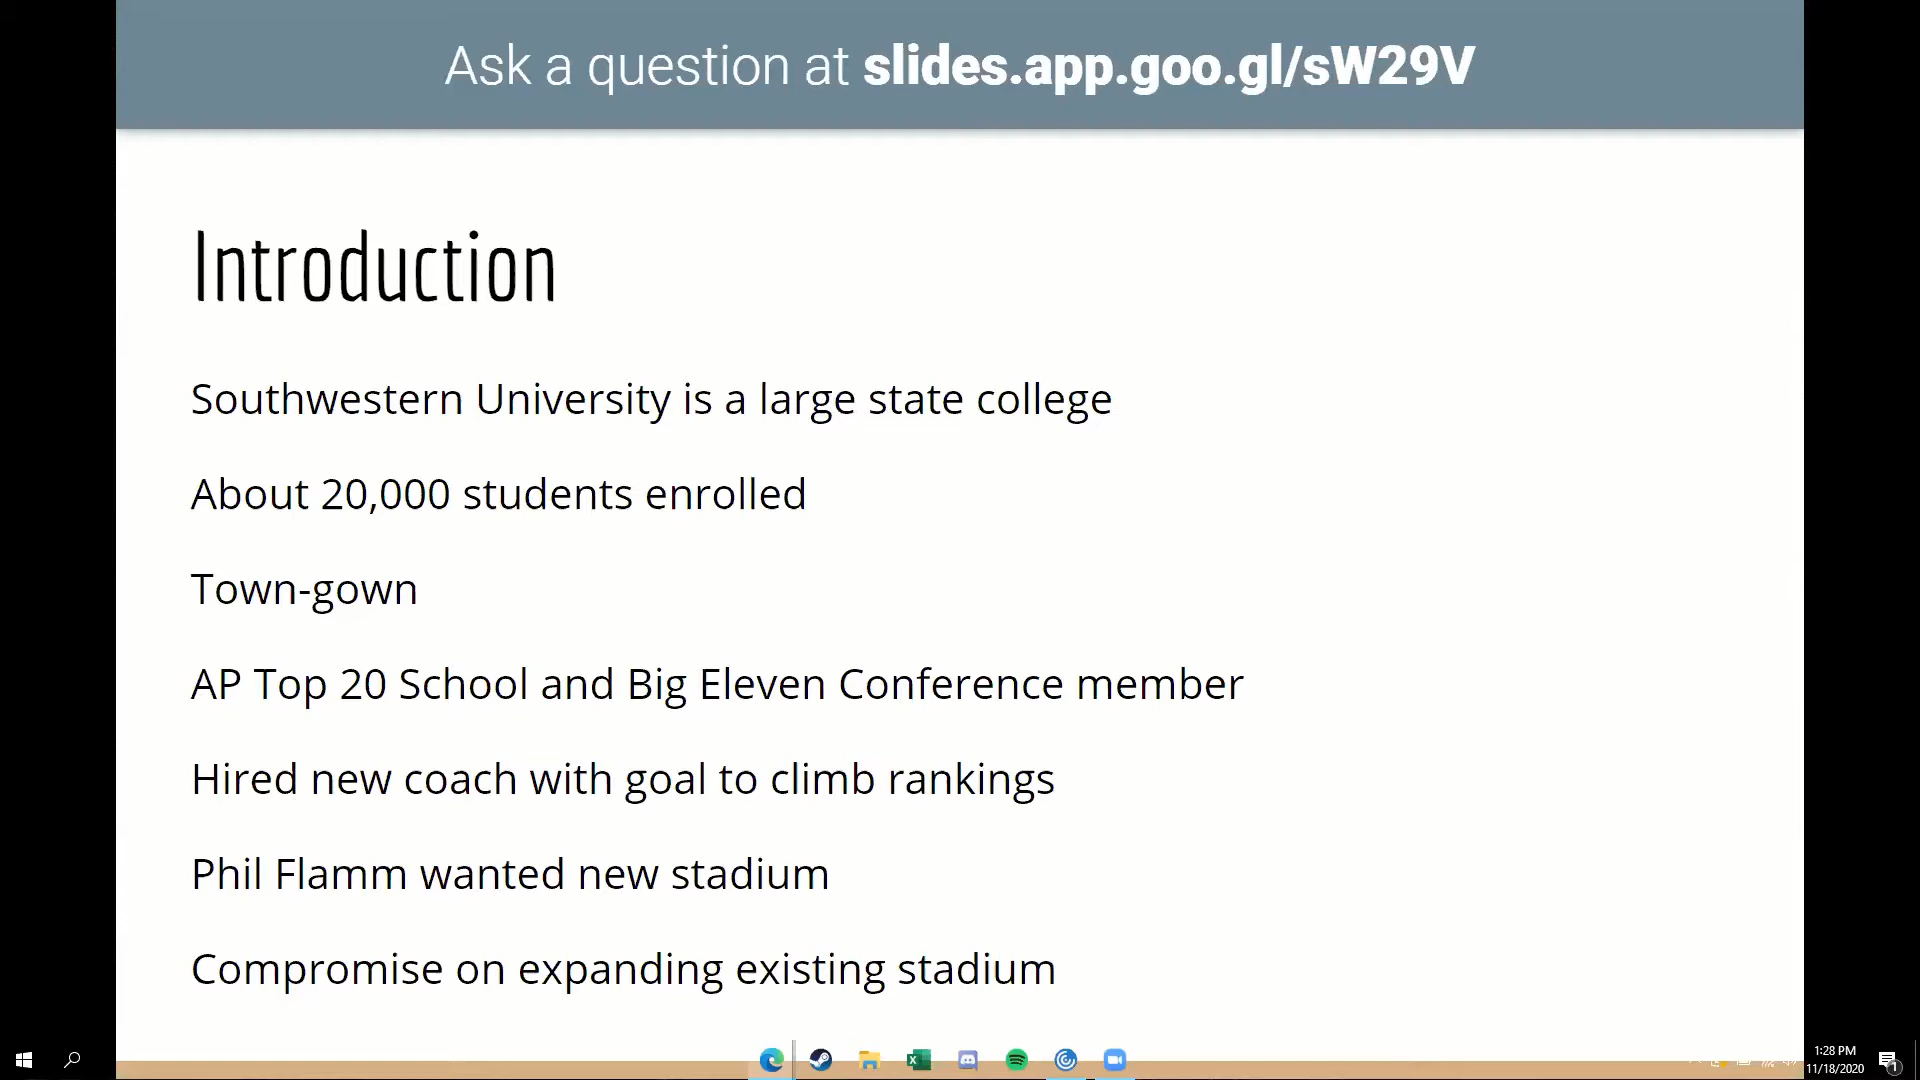 Ask a question at slides.app.goo.gl/sW29V
Introduction
Southwestern University is a large state college
About 20,000 students enrolled
Town-gown
AP Top 20 School and Big Eleven Conference member
Hired new coach with goal to climb rankings
Phil Flamm wanted new stadium
Compromise on expanding existing stadium
1:28 PM
11/18/2020
1